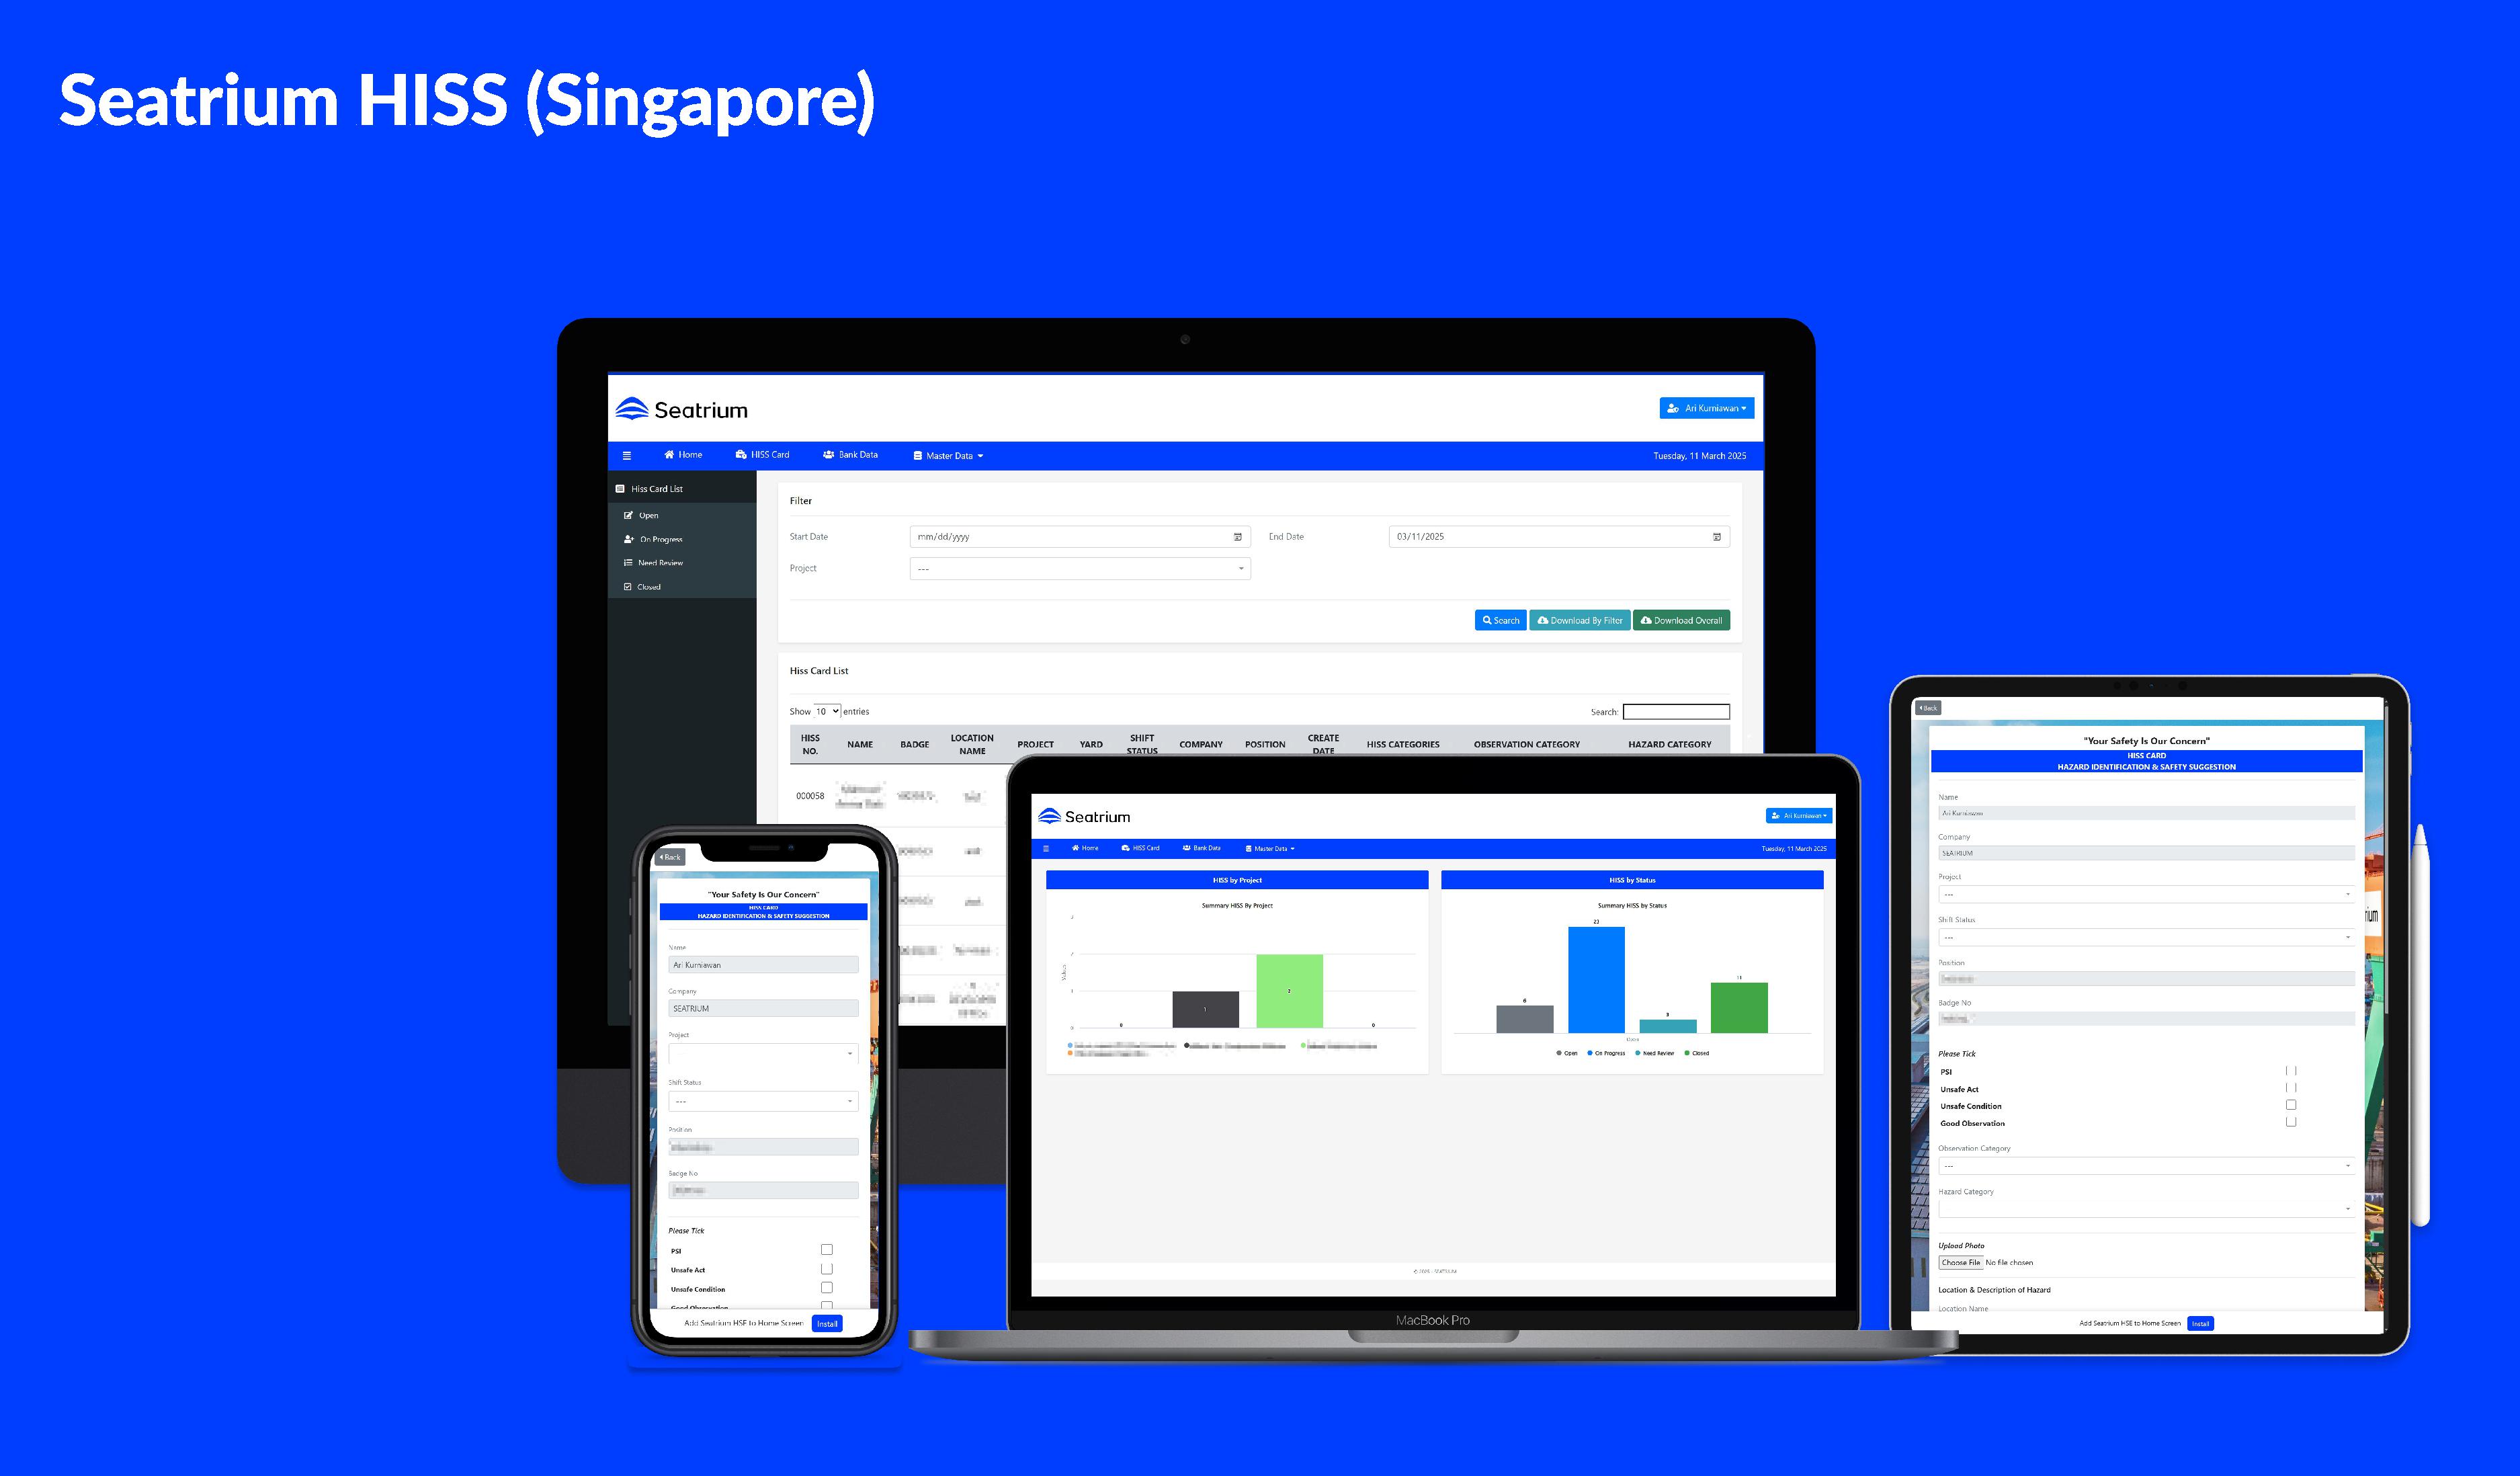 Seatrium HISS (Singapore)
Seatrium
Ari Kurniawan
Home
HISS Card
Bank Data
Master Data
Tuesday, 11 March 2025
Hiss Card List
Open
On Progress
Need Review
Closed
Filter
Start Date
mm/dd/yyyy
End Date
03/11/2025
Project
---
Search
Download By Filter
Download Overall
Hiss Card List
Show 10 entries
Search:
HISS NO.
NAME
BADGE
LOCATION NAME
PROJECT
YARD
SHIFT STATUS
COMPANY
POSITION
CREATE DATE
HISS CATEGORIES
OBSERVATION CATEGORY
HAZARD CATEGORY
000058
Back
"Your Safety Is Our Concern"
HISS CARD
HAZARD IDENTIFICATION & SAFETY SUGGESTION
Name
Ari Kurniawan
Company
SEATRIUM
Project
Shift Status
---
Position
Badge No
Please Tick
PSI
Unsafe Act
Unsafe Condition
Good Observation
Add Seatrium HSE to Home Screen
Install
Seatrium
Ari Kurniawan
Home
HISS Card
Bank Data
Master Data
Tuesday, 11 March 2025
HISS by Project
Summary HISS By Project
Values
2
1
0
0
1
2
0
HISS by Status
Summary HISS by Status
23
11
Open
On Progress
Need Review
Closed
MacBook Pro
Back
"Your Safety Is Our Concern"
HISS CARD
HAZARD IDENTIFICATION & SAFETY SUGGESTION
Name
Ari Kurniawan
Company
SEATRIUM
Project
---
Shift Status
---
Position
Badge No
Please Tick
PSI
Unsafe Act
Unsafe Condition
Good Observation
Observation Category
---
Hazard Category
Upload Photo
Choose File No file chosen
Location & Description of Hazard
Location Name
Add Seatrium HSE to Home Screen
Install